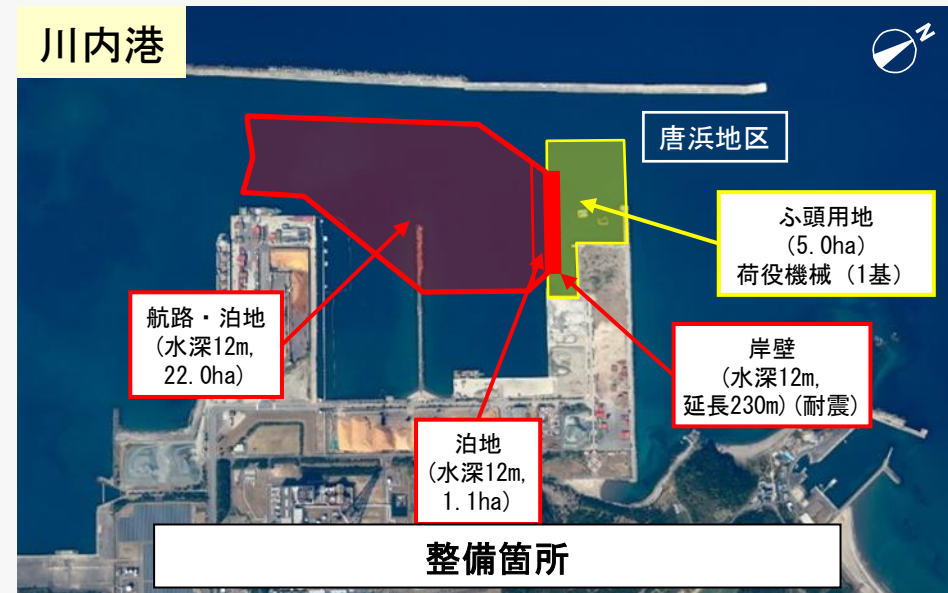 川内港
N
唐浜地区
ふ頭用地
(5.0ha)
荷役機械 (1基)
航路・泊地
(水深12m,
22.0ha)
岸壁
(水深12m,
延長230m)(耐震)
泊地
(水深12m,
1.1ha)
整備箇所